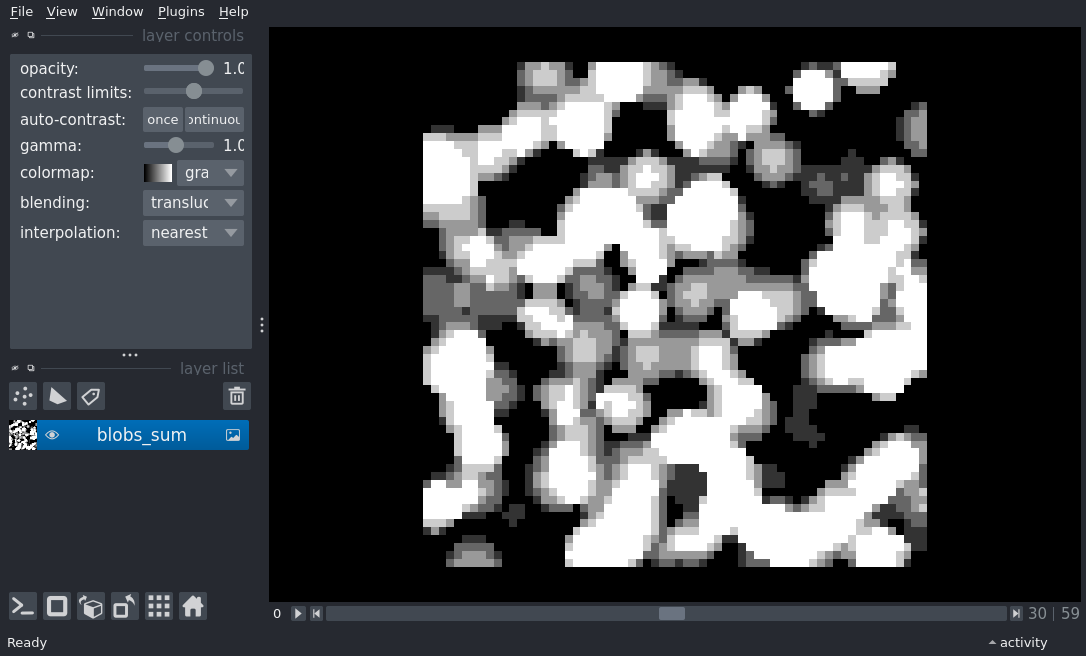 File View Window Plugins Help
layer controls
opacity: 1.0
contrast limits:
auto-contrast: once ontinuou
gamma: 1.0
colormap: gra
blending: transluc
interpolation: nearest
layer list
blobs_sum
0 30 | 59
Ready activity